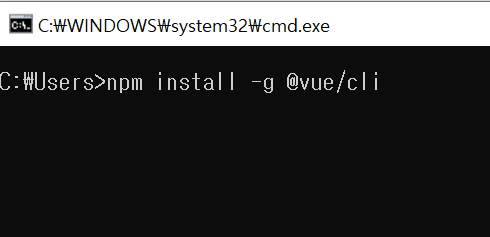 C:₩WINDOWS₩system32₩cmd.exe
C:₩Users>npm install -g @vue/cli